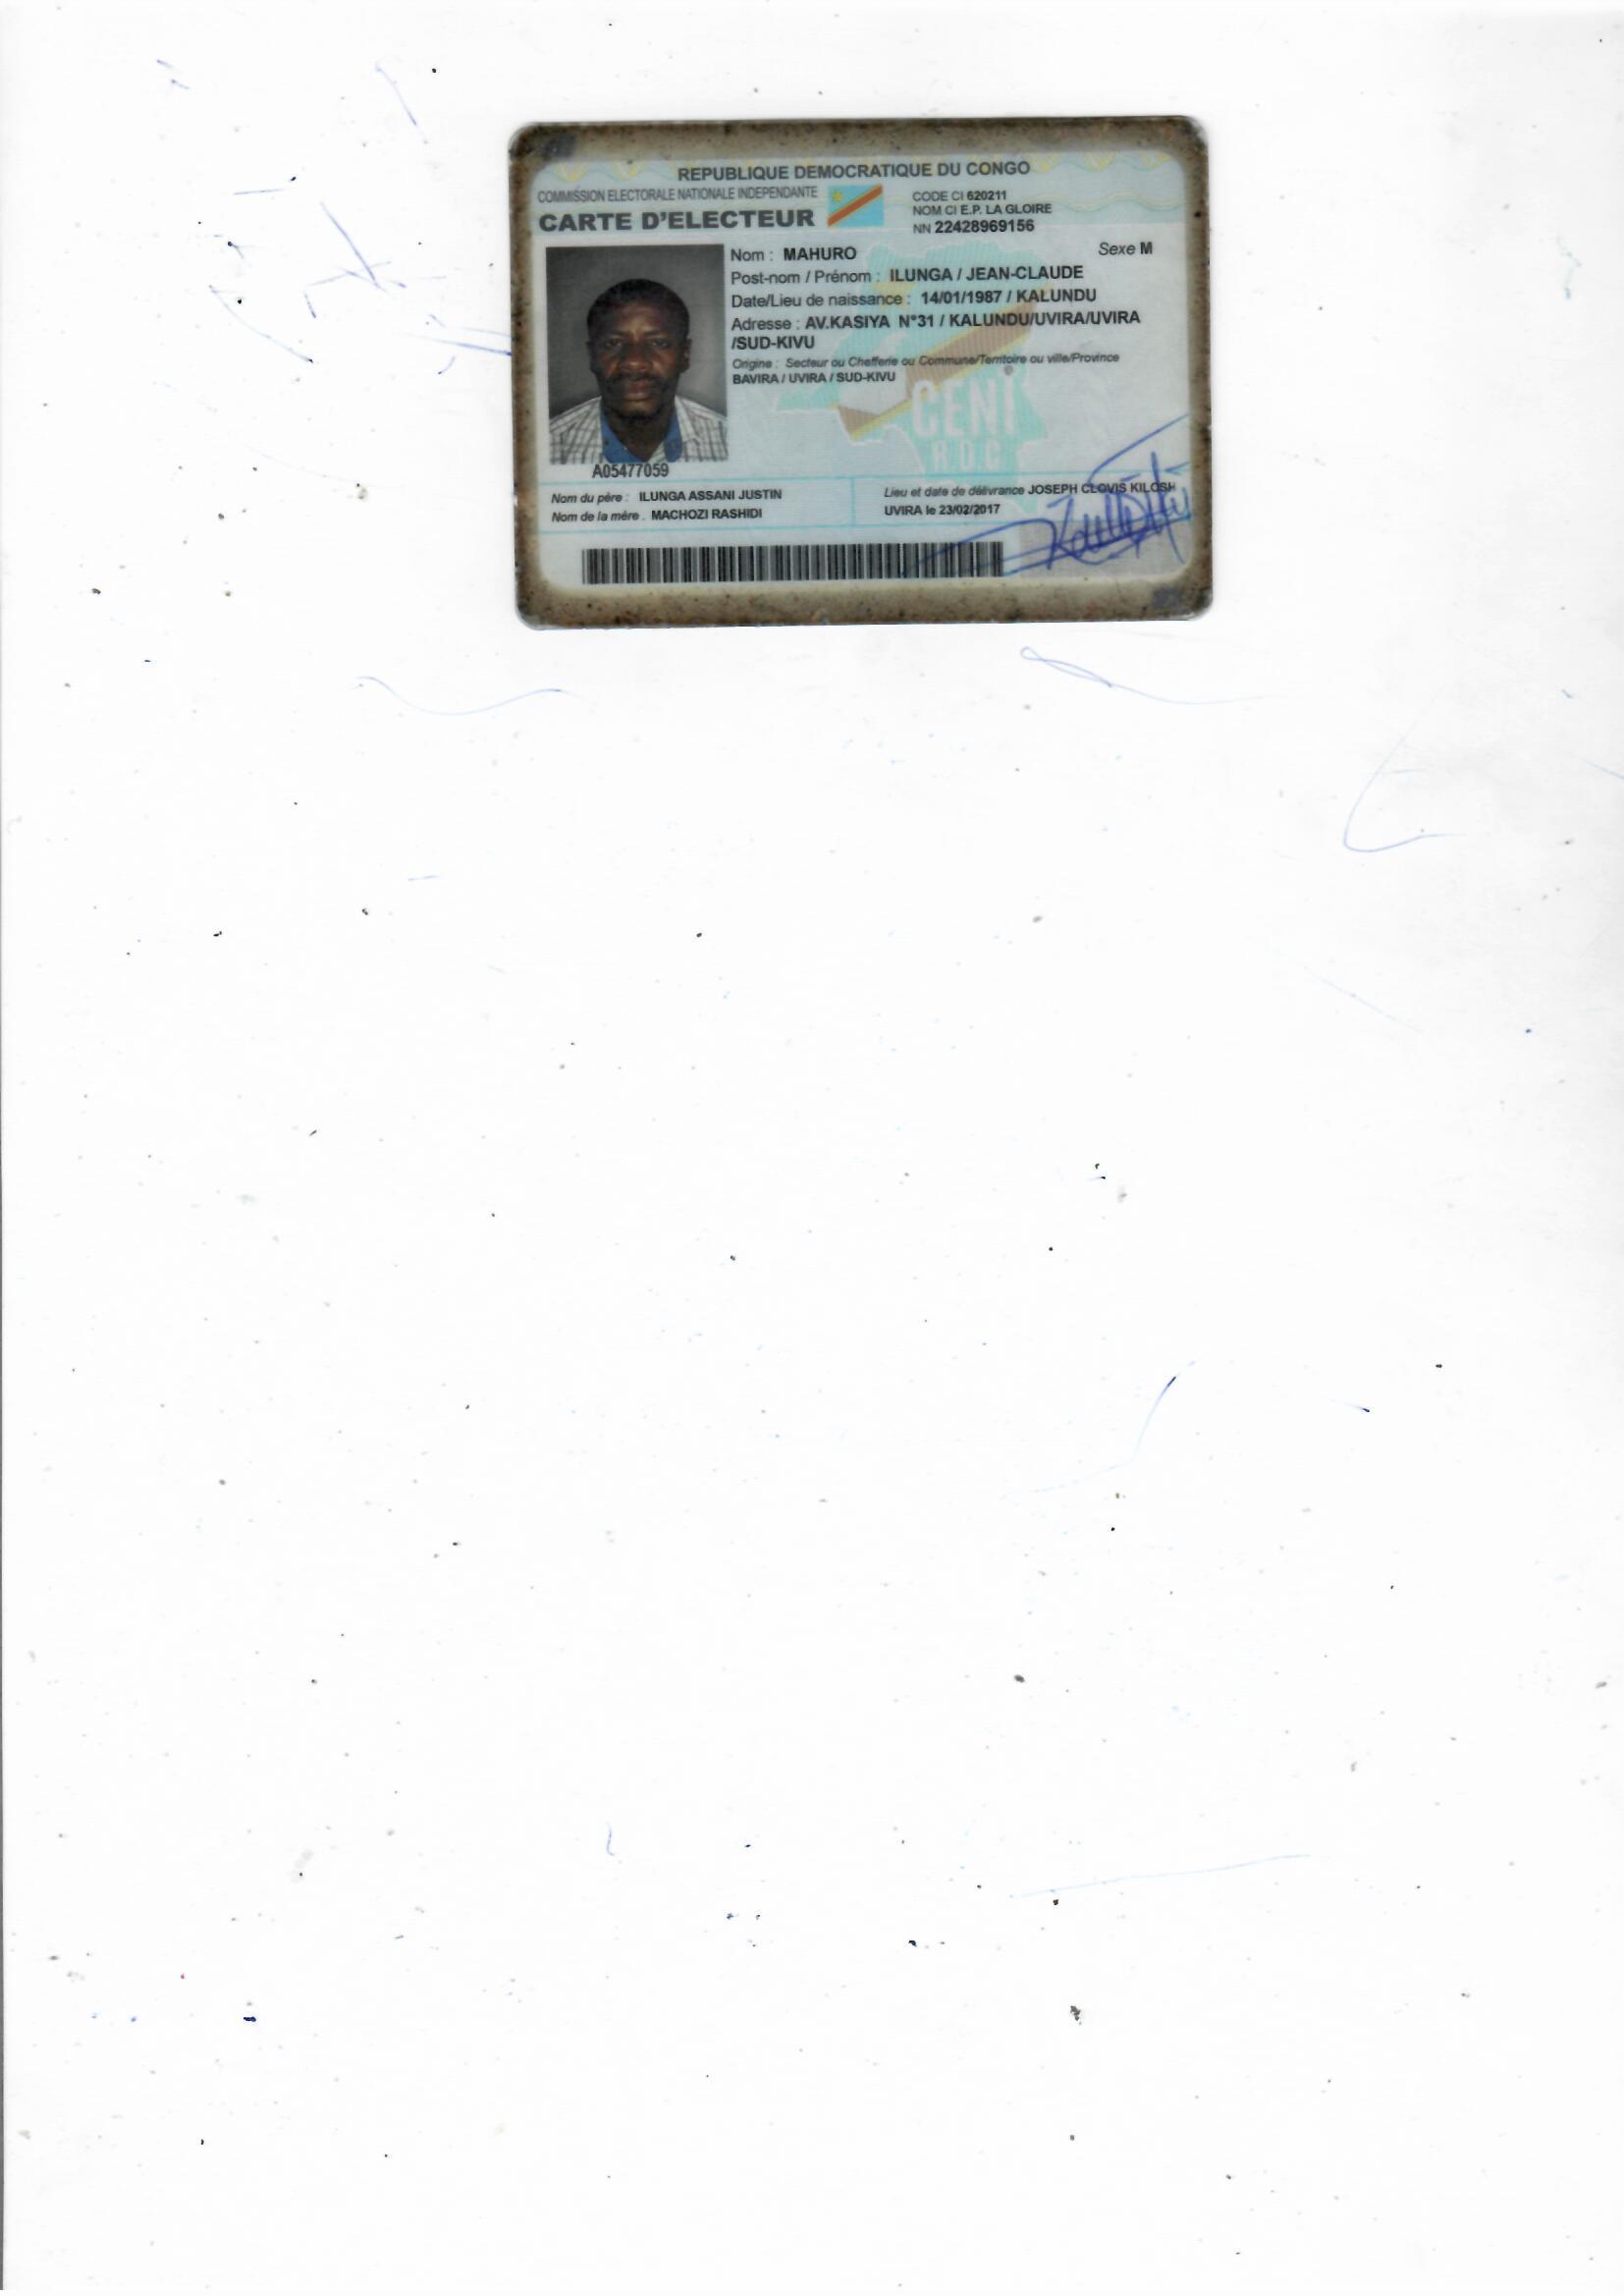 REPUBLIQUE DEMOCRATIQUE DU CONGO
COMMISSION ELECTORALE NATIONALE INDEPENDANTE
CARTE D'ELECTEUR
CODE CI 620211
NOM CI E.P. LA GLOIRE
NN 22428969156
Nom : MAHURO
Sexe M
Post-nom / Prénom : ILUNGA / JEAN-CLAUDE
Date/Lieu de naissance : 14/01/1987 / KALUNDU
Adresse : AV.KASIYA N°31 / KALUNDU/UVIRA/UVIRA
/SUD-KIVU
Origine : Secteur ou Chefferie ou Commune/Territoire ou ville/Province
BAVIRA / UVIRA / SUD-KIVU
CENI
R.D.C
A05477059
Nom du père : ILUNGA ASSANI JUSTIN
Nom de la mère : MACHOZI RASHIDI
Lieu et date de délivrance JOSEPH CLOVIS KILOSH
UVIRA le 23/02/2017